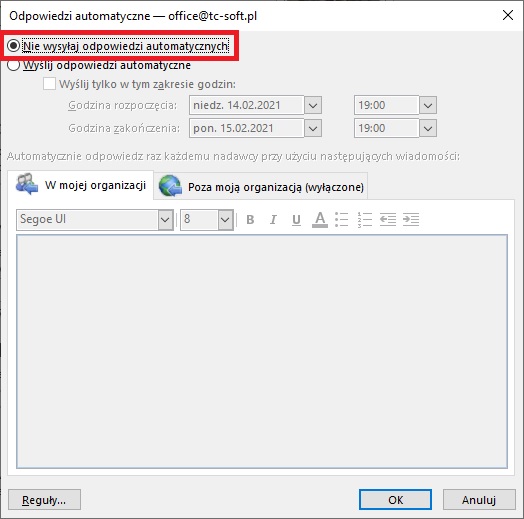 Odpowiedzi automatyczne — office@tc-soft.pl
Nie wysyłaj odpowiedzi automatycznych
Wyślij odpowiedzi automatyczne
Wyślij tylko w tym zakresie godzin:
Godzina rozpoczęcia: niedz. 14.02.2021 19:00
Godzina zakończenia: pon. 15.02.2021 19:00
Automatycznie odpowiedz raz każdemu nadawcy przy użyciu następujących wiadomości:
W mojej organizacji Poza moją organizacją (wyłączone)
Segoe UI 8 B I U A
Reguły... OK Anuluj